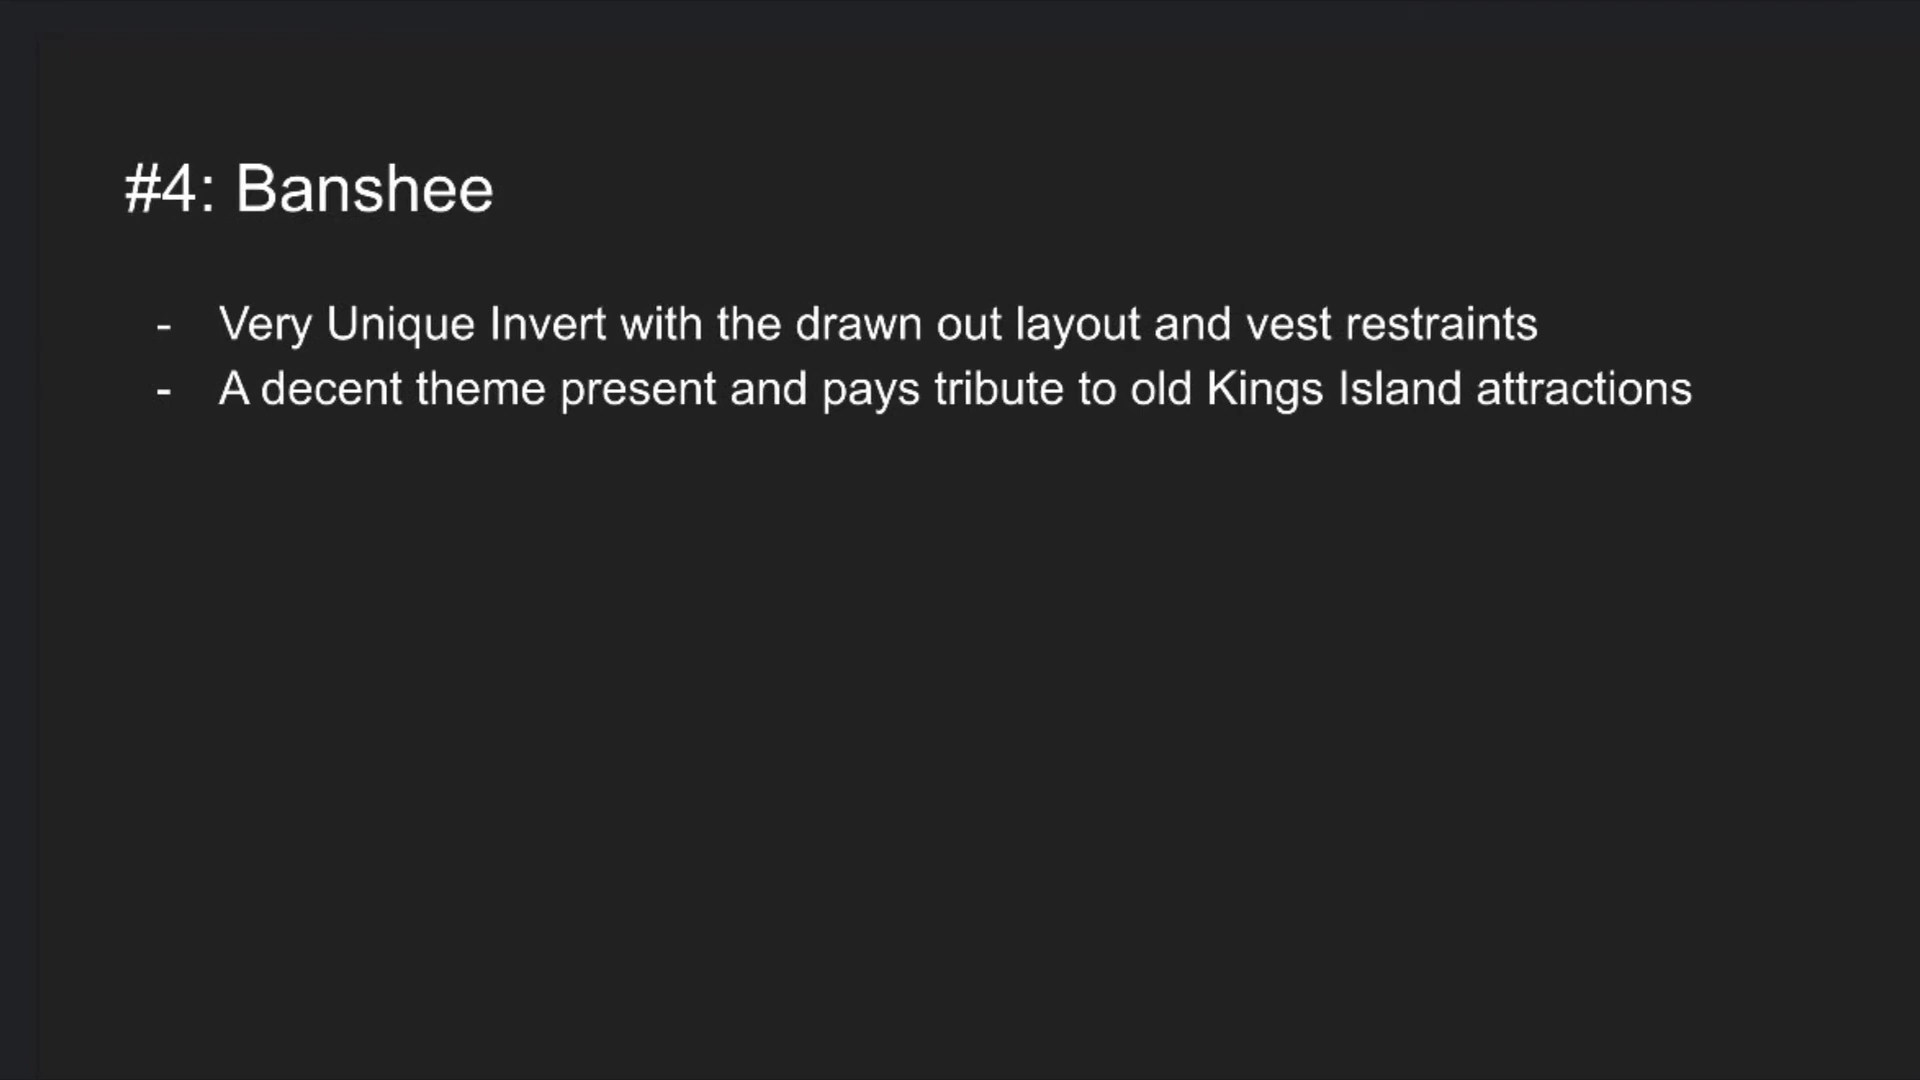 #4: Banshee
- Very Unique Invert with the drawn out layout and vest restraints
- A decent theme present and pays tribute to old Kings Island attractions